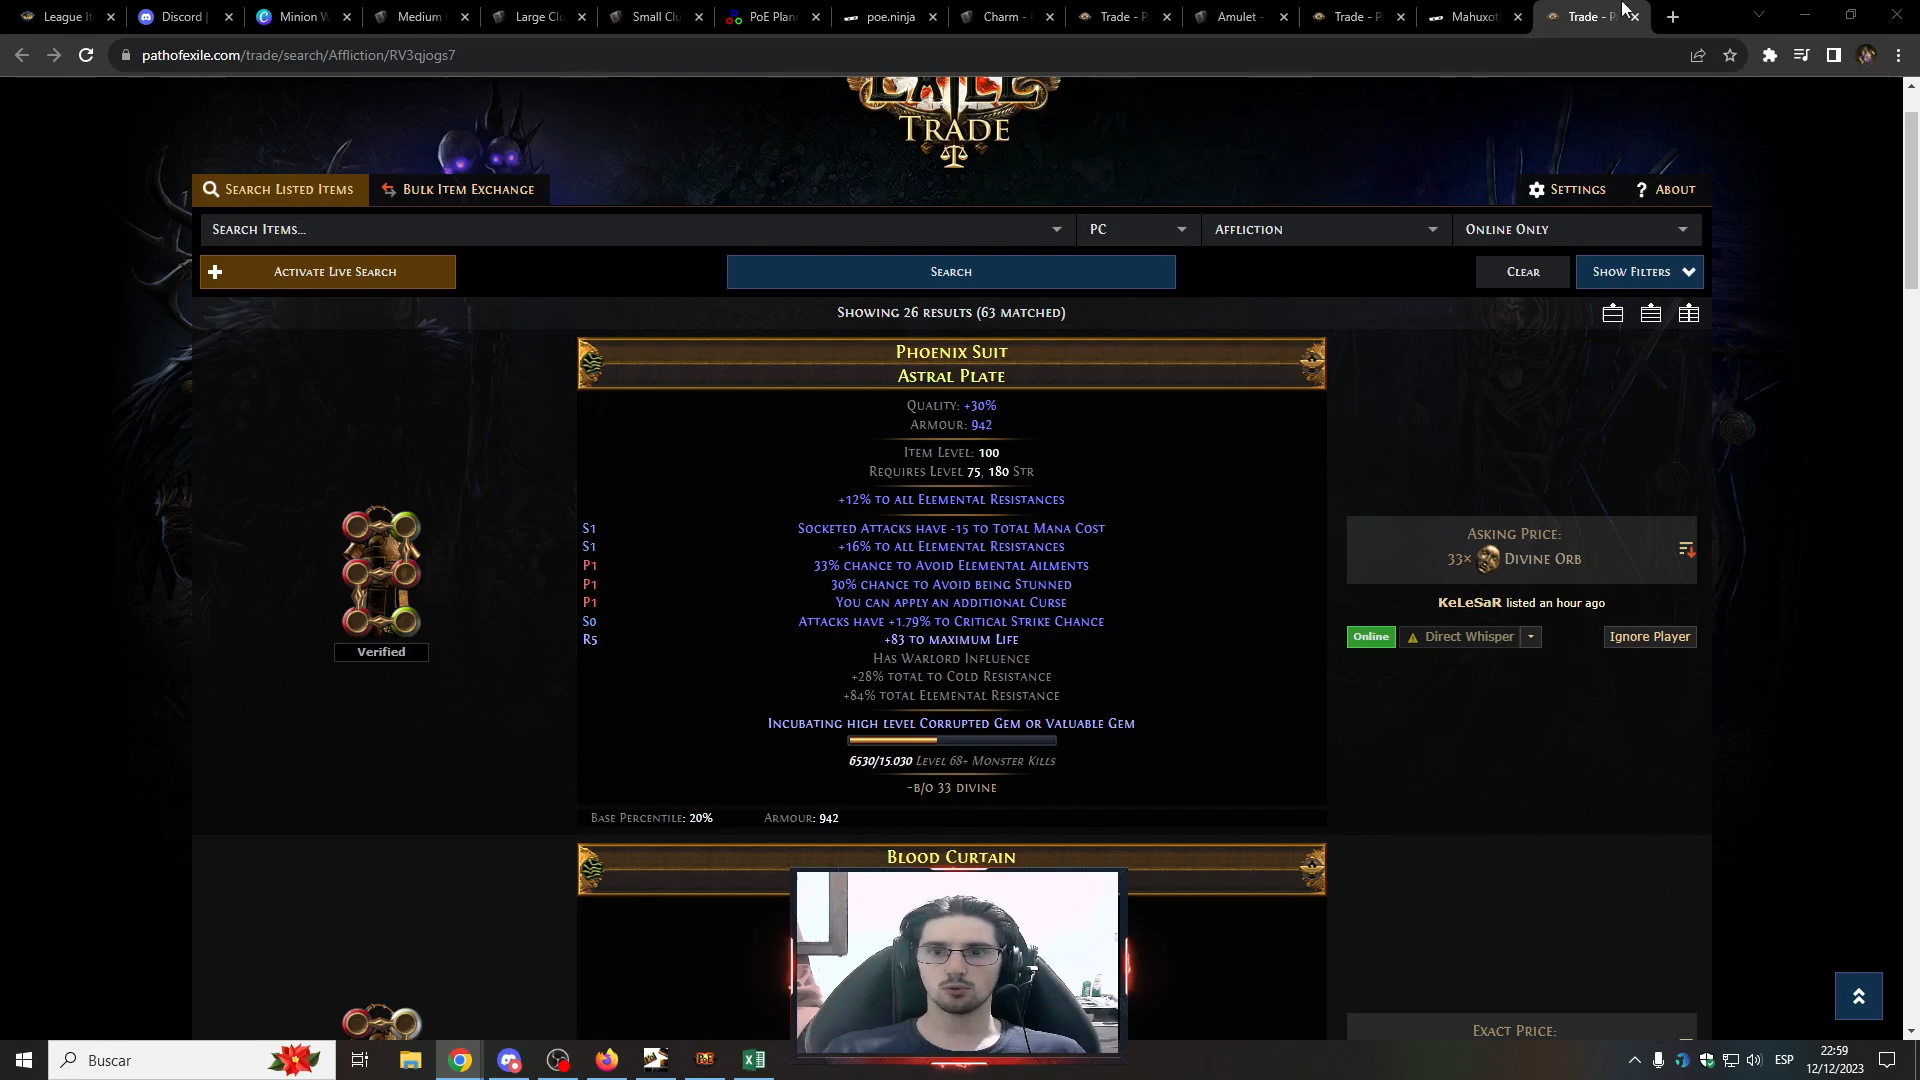 League It
Discord |
Minion W
Medium
Large Clu
Small Clu
PoE Plan
poe.ninja
Charm -
Trade - P
Amulet -
Trade - P
Mahuxot
Trade - P
pathofexile.com/trade/search/Affliction/RV3qjogs7
EXILE
TRADE
Search Listed Items
Bulk Item Exchange
Settings
? About
Search Items...
PC
Affliction
Online Only
Activate Live Search
Search
Clear
Show Filters
Showing 26 results (63 matched)
Phoenix Suit
Astral Plate
Quality: +30%
Armour: 942
Item Level: 100
Requires Level 75, 180 Str
+12% to all Elemental Resistances
S1 Socketed Attacks have -15 to Total Mana Cost
S1 +16% to all Elemental Resistances
P1 33% chance to Avoid Elemental Ailments
P1 30% chance to Avoid being Stunned
P1 You can apply an additional Curse
S0 Attacks have +1.79% to Critical Strike Chance
R5 +83 to maximum Life
Has Warlord Influence
+28% total to Cold Resistance
+84% total Elemental Resistance
Incubating high level Corrupted Gem or Valuable Gem
6530/15.030 Level 68+ Monster Kills
-b/o 33 divine
Base Percentile: 20% Armour: 942
Verified
Asking Price:
33× Divine Orb
KeLeSaR listed an hour ago
Online
Direct Whisper
Ignore Player
Blood Curtain
Exact Price:
Buscar
PoE
ESP
22:59
12/12/2023